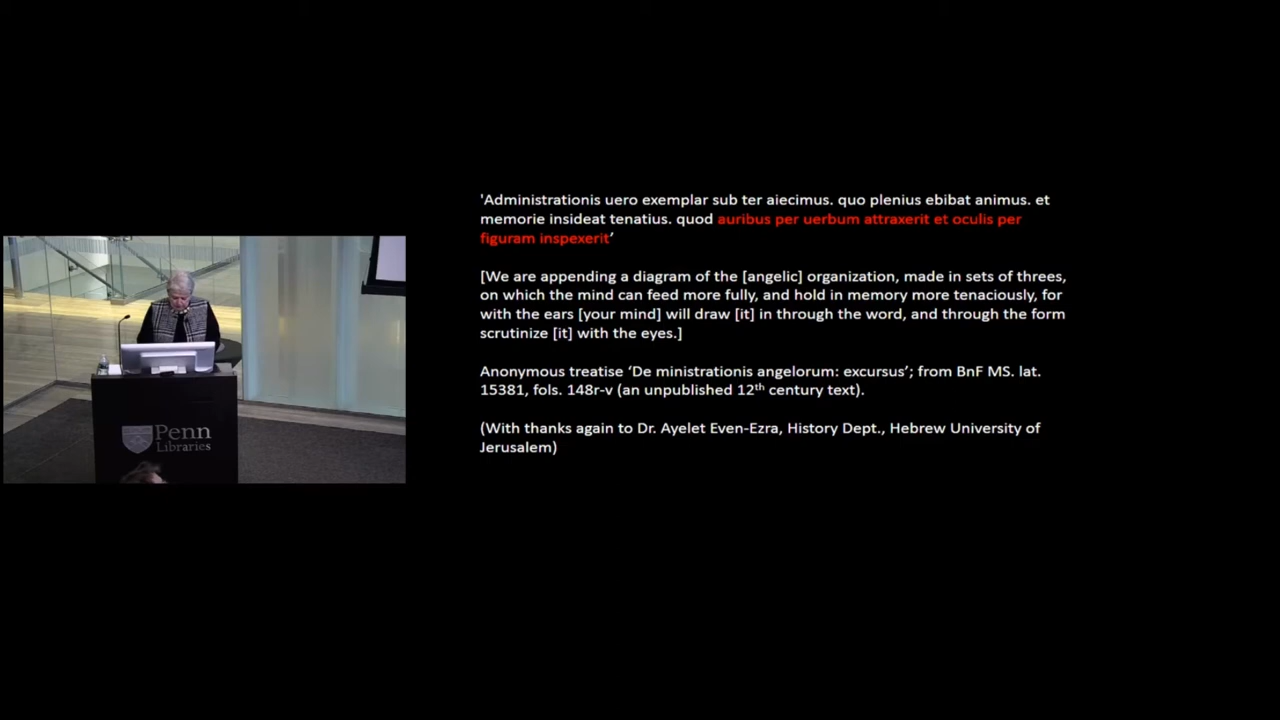 'Administrationis uero exemplar sub ter aiecimus. quo plenius ebibat animus. et
memorie insideat tenatius. quod auribus per uerbum attraxerit et oculis per
figuram inspexerit’
[We are appending a diagram of the [angelic] organization, made in sets of threes,
on which the mind can feed more fully, and hold in memory more tenaciously, for
with the ears [your mind] will draw [it] in through the word, and through the form
scrutinize [it] with the eyes.]
Anonymous treatise ‘De ministrationis angelorum: excursus’; from BnF MS. lat.
15381, fols. 148r-v (an unpublished 12th century text).
(With thanks again to Dr. Ayelet Even-Ezra, History Dept., Hebrew University of
Jerusalem)
Penn
Libraries